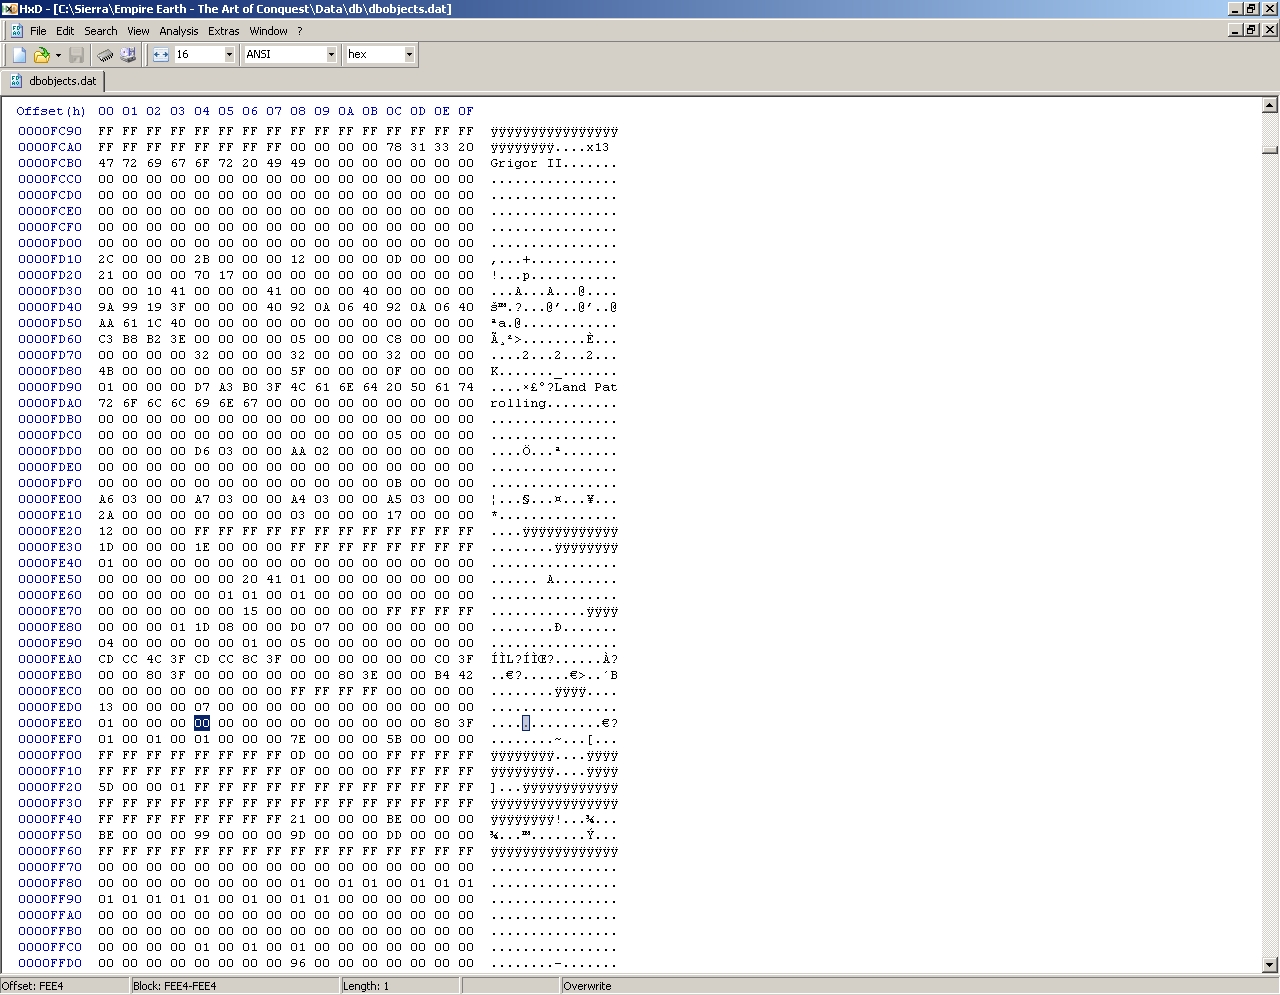 HxD - [C:\Sierra\Empire Earth - The Art of Conquest\Data\db\dbobjects.dat]
File Edit Search View Analysis Extras Window ?
16 ANSI hex
dbobjects.dat
Offset(h) 00 01 02 03 04 05 06 07 08 09 0A 0B 0C 0D 0E 0F
0000FC90 FF FF FF FF FF FF FF FF FF FF FF FF FF FF FF FF ÿÿÿÿÿÿÿÿÿÿÿÿÿÿÿÿ
0000FCA0 FF FF FF FF FF FF FF FF 00 00 00 00 78 31 33 20 ÿÿÿÿÿÿÿÿ....x13
0000FCB0 47 72 69 67 6F 72 20 49 49 00 00 00 00 00 00 00 Grigor II.......
0000FCC0 00 00 00 00 00 00 00 00 00 00 00 00 00 00 00 00 ................
0000FCD0 00 00 00 00 00 00 00 00 00 00 00 00 00 00 00 00 ................
0000FCE0 00 00 00 00 00 00 00 00 00 00 00 00 00 00 00 00 ................
0000FCF0 00 00 00 00 00 00 00 00 00 00 00 00 00 00 00 00 ................
0000FD00 00 00 00 00 00 00 00 00 00 00 00 00 00 00 00 00 ................
0000FD10 2C 00 00 00 2B 00 00 00 12 00 00 00 0D 00 00 00 ,...+...........
0000FD20 21 00 00 00 70 17 00 00 00 00 00 00 00 00 00 00 !...p...........
0000FD30 00 00 10 41 00 00 00 41 00 00 00 40 00 00 00 00 ...A...A...@....
0000FD40 9A 99 19 3F 00 00 00 40 92 0A 06 40 92 0A 06 40 š™.?...@’..@’..@
0000FD50 AA 61 1C 40 00 00 00 00 00 00 00 00 00 00 00 00 ªa.@............
0000FD60 C3 B8 B2 3E 00 00 00 00 05 00 00 00 C8 00 00 00 Ã¸²>........È...
0000FD70 00 00 00 00 32 00 00 00 32 00 00 00 32 00 00 00 ....2...2...2...
0000FD80 4B 00 00 00 00 00 00 00 5F 00 00 00 0F 00 00 00 K......._.......
0000FD90 01 00 00 00 D7 A3 B0 3F 4C 61 6E 64 20 50 61 74 ....×£°?Land Pat
0000FDA0 72 6F 6C 6C 69 6E 67 00 00 00 00 00 00 00 00 00 rolling.........
0000FDB0 00 00 00 00 00 00 00 00 00 00 00 00 00 00 00 00 ................
0000FDC0 00 00 00 00 00 00 00 00 00 00 00 00 05 00 00 00 ................
0000FDD0 00 00 00 00 D6 03 00 00 AA 02 00 00 00 00 00 00 ....Ö...ª.......
0000FDE0 00 00 00 00 00 00 00 00 00 00 00 00 00 00 00 00 ................
0000FDF0 00 00 00 00 00 00 00 00 00 00 00 00 0B 00 00 00 ................
0000FE00 A6 03 00 00 A7 03 00 00 A4 03 00 00 A5 03 00 00 ¦...§...¤...¥...
0000FE10 2A 00 00 00 00 00 00 00 03 00 00 00 17 00 00 00 *...............
0000FE20 12 00 00 00 FF FF FF FF FF FF FF FF FF FF FF FF ....ÿÿÿÿÿÿÿÿÿÿÿÿ
0000FE30 1D 00 00 00 1E 00 00 00 FF FF FF FF FF FF FF FF ........ÿÿÿÿÿÿÿÿ
0000FE40 01 00 00 00 00 00 00 00 00 00 00 00 00 00 00 00 ................
0000FE50 00 00 00 00 00 00 20 41 01 00 00 00 00 00 00 00 ...... A........
0000FE60 00 00 00 00 00 01 01 00 01 00 00 00 00 00 00 00 ................
0000FE70 00 00 00 00 00 00 15 00 00 00 00 00 FF FF FF FF ............ÿÿÿÿ
0000FE80 00 00 00 01 1D 08 00 00 D0 07 00 00 00 00 00 00 ........Ð.......
0000FE90 04 00 00 00 00 00 01 00 05 00 00 00 00 00 00 00 ................
0000FEA0 CD CC 4C 3F CD CC 8C 3F 00 00 00 00 00 00 C0 3F ÍÌL?ÍÌŒ?......À?
0000FEB0 00 00 80 3F 00 00 00 00 00 00 80 3E 00 00 B4 42 ..€?......€>..´B
0000FEC0 00 00 00 00 00 00 00 00 FF FF FF FF 00 00 00 00 ........ÿÿÿÿ....
0000FED0 13 00 00 00 07 00 00 00 00 00 00 00 00 00 00 00 ................
0000FEE0 01 00 00 00 00 00 00 00 00 00 00 00 00 00 80 3F ..............€?
0000FEF0 01 00 01 00 01 00 00 00 7E 00 00 00 5B 00 00 00 ........~...[...
0000FF00 FF FF FF FF FF FF FF FF 0D 00 00 00 FF FF FF FF ÿÿÿÿÿÿÿÿ....ÿÿÿÿ
0000FF10 FF FF FF FF FF FF FF FF 0F 00 00 00 FF FF FF FF ÿÿÿÿÿÿÿÿ....ÿÿÿÿ
0000FF20 5D 00 00 01 FF FF FF FF FF FF FF FF FF FF FF FF ]...ÿÿÿÿÿÿÿÿÿÿÿÿ
0000FF30 FF FF FF FF FF FF FF FF FF FF FF FF FF FF FF FF ÿÿÿÿÿÿÿÿÿÿÿÿÿÿÿÿ
0000FF40 FF FF FF FF FF FF FF FF 21 00 00 00 BE 00 00 00 ÿÿÿÿÿÿÿÿ!...¾...
0000FF50 BE 00 00 00 99 00 00 00 9D 00 00 00 DD 00 00 00 ¾...™.......Ý...
0000FF60 FF FF FF FF FF FF FF FF FF FF FF FF FF FF FF FF ÿÿÿÿÿÿÿÿÿÿÿÿÿÿÿÿ
0000FF70 00 00 00 00 00 00 00 00 00 00 00 00 00 00 00 00 ................
0000FF80 00 00 00 00 00 00 00 00 01 00 01 01 00 01 01 01 ................
0000FF90 01 01 01 01 01 00 01 00 01 01 00 00 00 00 00 00 ................
0000FFA0 00 00 00 00 00 00 00 00 00 00 00 00 00 00 00 00 ................
0000FFB0 00 00 00 00 00 00 00 00 00 00 00 00 00 00 00 00 ................
0000FFC0 00 00 00 00 01 00 01 00 01 00 00 00 00 00 00 00 ................
0000FFD0 00 00 00 00 00 00 00 00 96 00 00 00 00 00 00 00 ........–.......
Offset: FEE4 Block: FEE4-FEE4 Length: 1 Overwrite